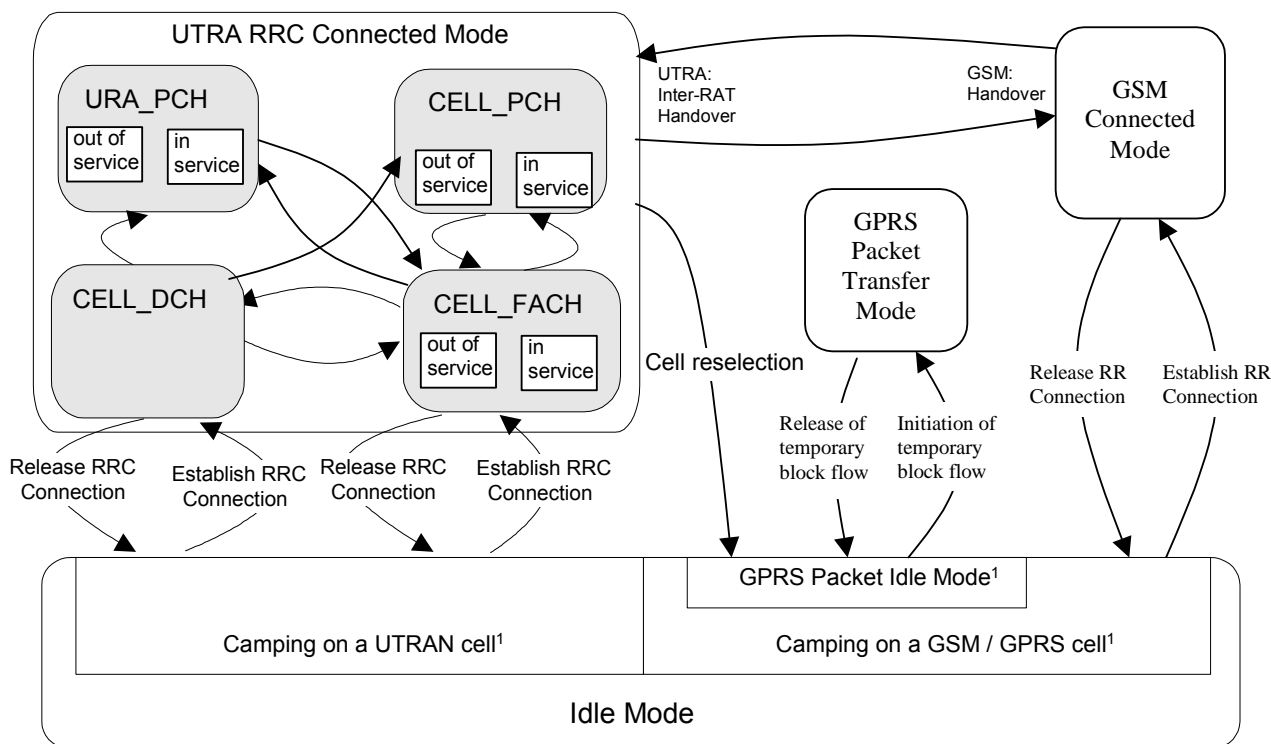 UTRA RRC Connected Mode
URA_PCH
out of
service
in
service
CELL_PCH
out of
service
in
service
CELL_DCH
CELL_FACH
out of
service
in
service
UTRA:
Inter-RAT
Handover
GSM:
Handover
GSM
Connected
Mode
GPRS
Packet
Transfer
Mode
Cell reselection
Release of
temporary
block flow
Initiation of
temporary
block flow
Release RR
Connection
Establish RR
Connection
Release RRC
Connection
Establish RRC
Connection
Release RRC
Connection
Establish RRC
Connection
GPRS Packet Idle Mode¹
Camping on a UTRAN cell¹
Camping on a GSM / GPRS cell¹
Idle Mode